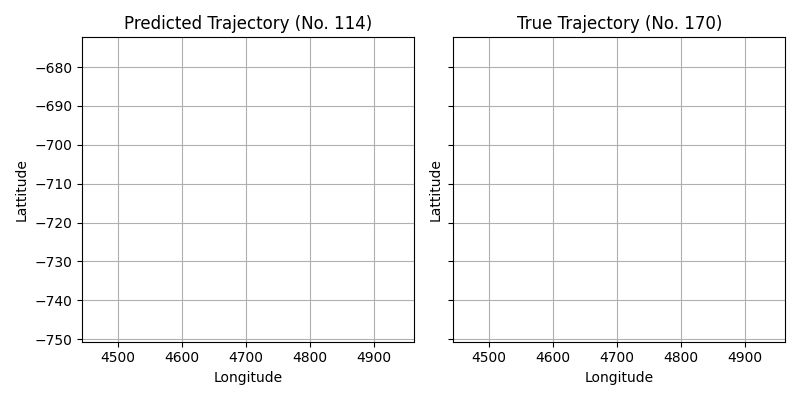 Predicted Trajectory (No. 114)
True Trajectory (No. 170)
−680
−690
−700
−710
−720
−730
−740
−750
Lattitude
Lattitude
4500 4600 4700 4800 4900
4500 4600 4700 4800 4900
Longitude
Longitude